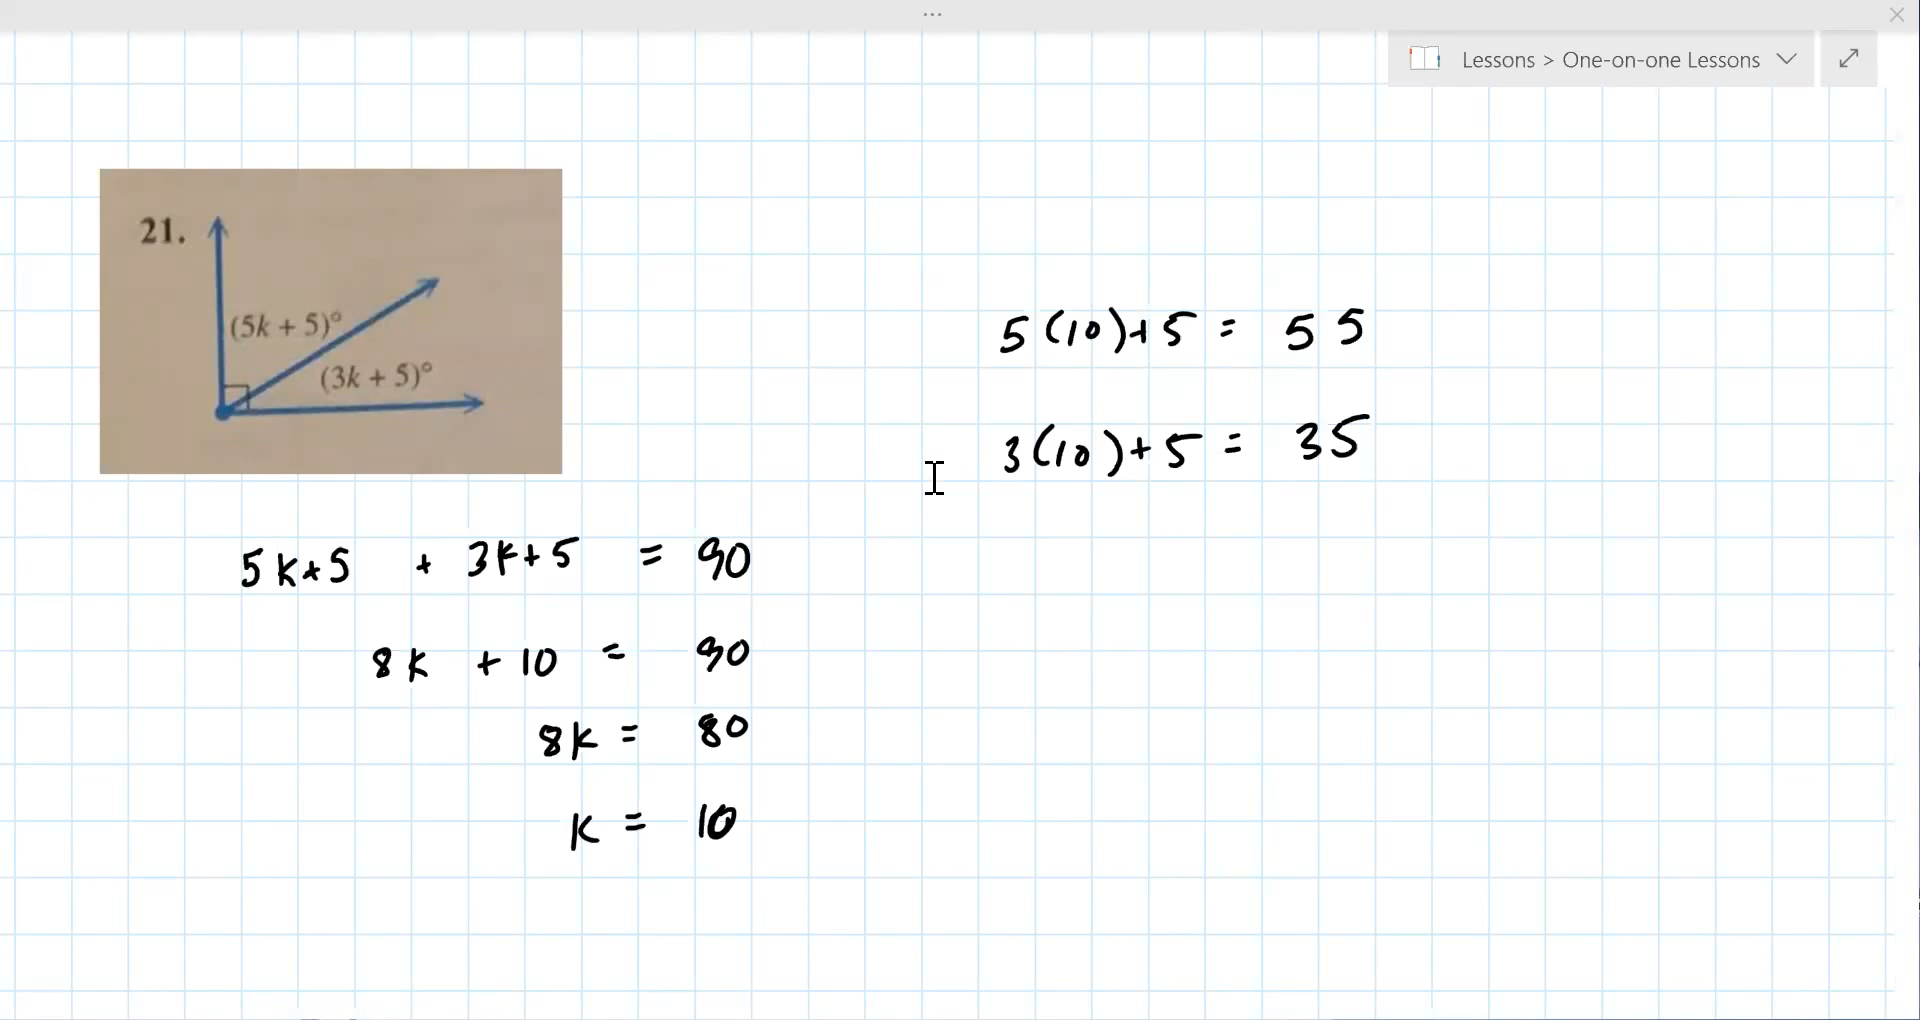 ...
Lessons > One-on-one Lessons
21.
(5k + 5)°
(3k + 5)°
5(10)+5 = 55
3(10)+5 = 35
5k+5 + 3k+5 = 90
8k + 10 = 90
8k = 80
k = 10